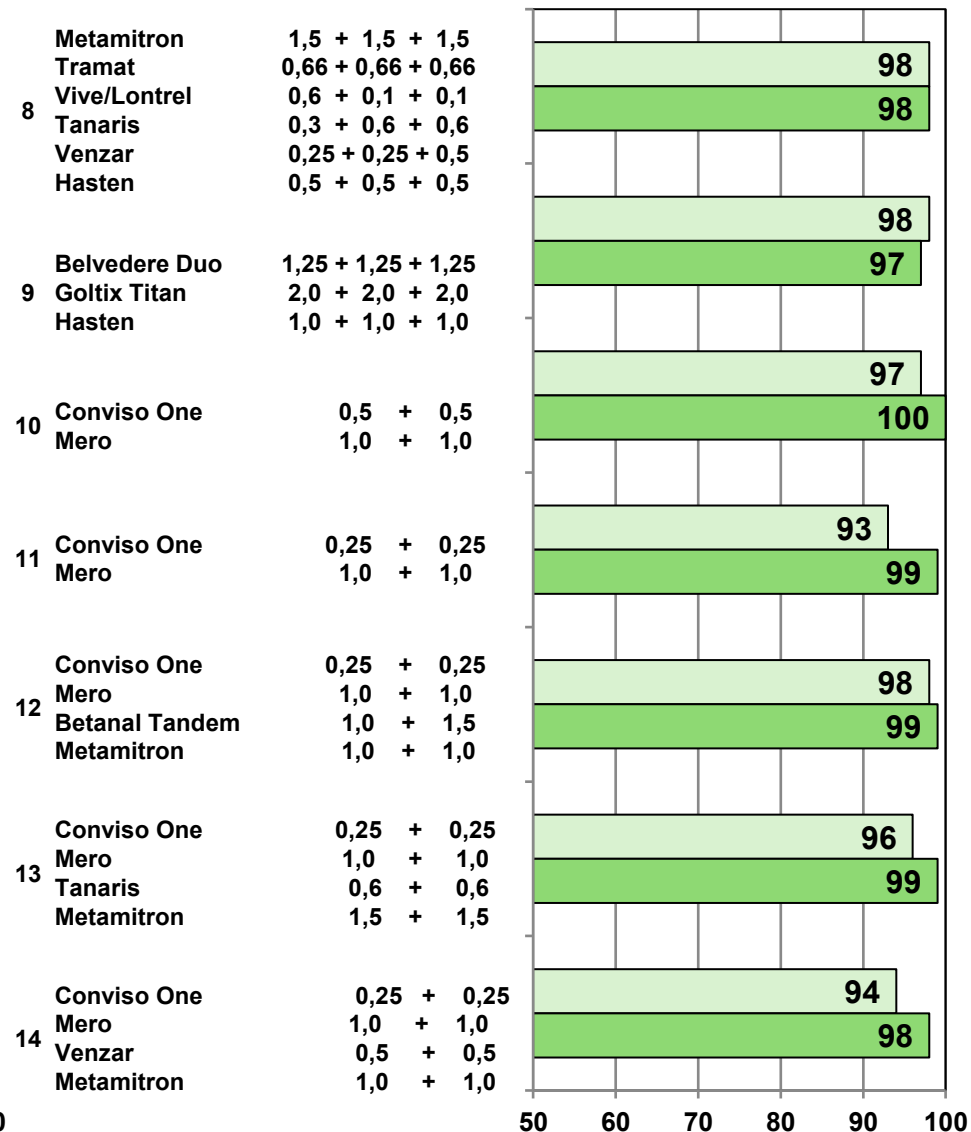 Metamitron 1,5 + 1,5 + 1,5
Tramat 0,66 + 0,66 + 0,66
8 Vive/Lontrel 0,6 + 0,1 + 0,1
Tanaris 0,3 + 0,6 + 0,6
Venzar 0,25 + 0,25 + 0,5
Hasten 0,5 + 0,5 + 0,5
98
98
Belvedere Duo 1,25 + 1,25 + 1,25
9 Goltix Titan 2,0 + 2,0 + 2,0
Hasten 1,0 + 1,0 + 1,0
98
97
10 Conviso One 0,5 + 0,5
Mero 1,0 + 1,0
97
100
11 Conviso One 0,25 + 0,25
Mero 1,0 + 1,0
93
99
Conviso One 0,25 + 0,25
12 Mero 1,0 + 1,0
Betanal Tandem 1,0 + 1,5
Metamitron 1,0 + 1,0
98
99
Conviso One 0,25 + 0,25
Mero 1,0 + 1,0
13 Tanaris 0,6 + 0,6
Metamitron 1,5 + 1,5
96
99
Conviso One 0,25 + 0,25
14 Mero 1,0 + 1,0
Venzar 0,5 + 0,5
Metamitron 1,0 + 1,0
94
98
0 50 60 70 80 90 100